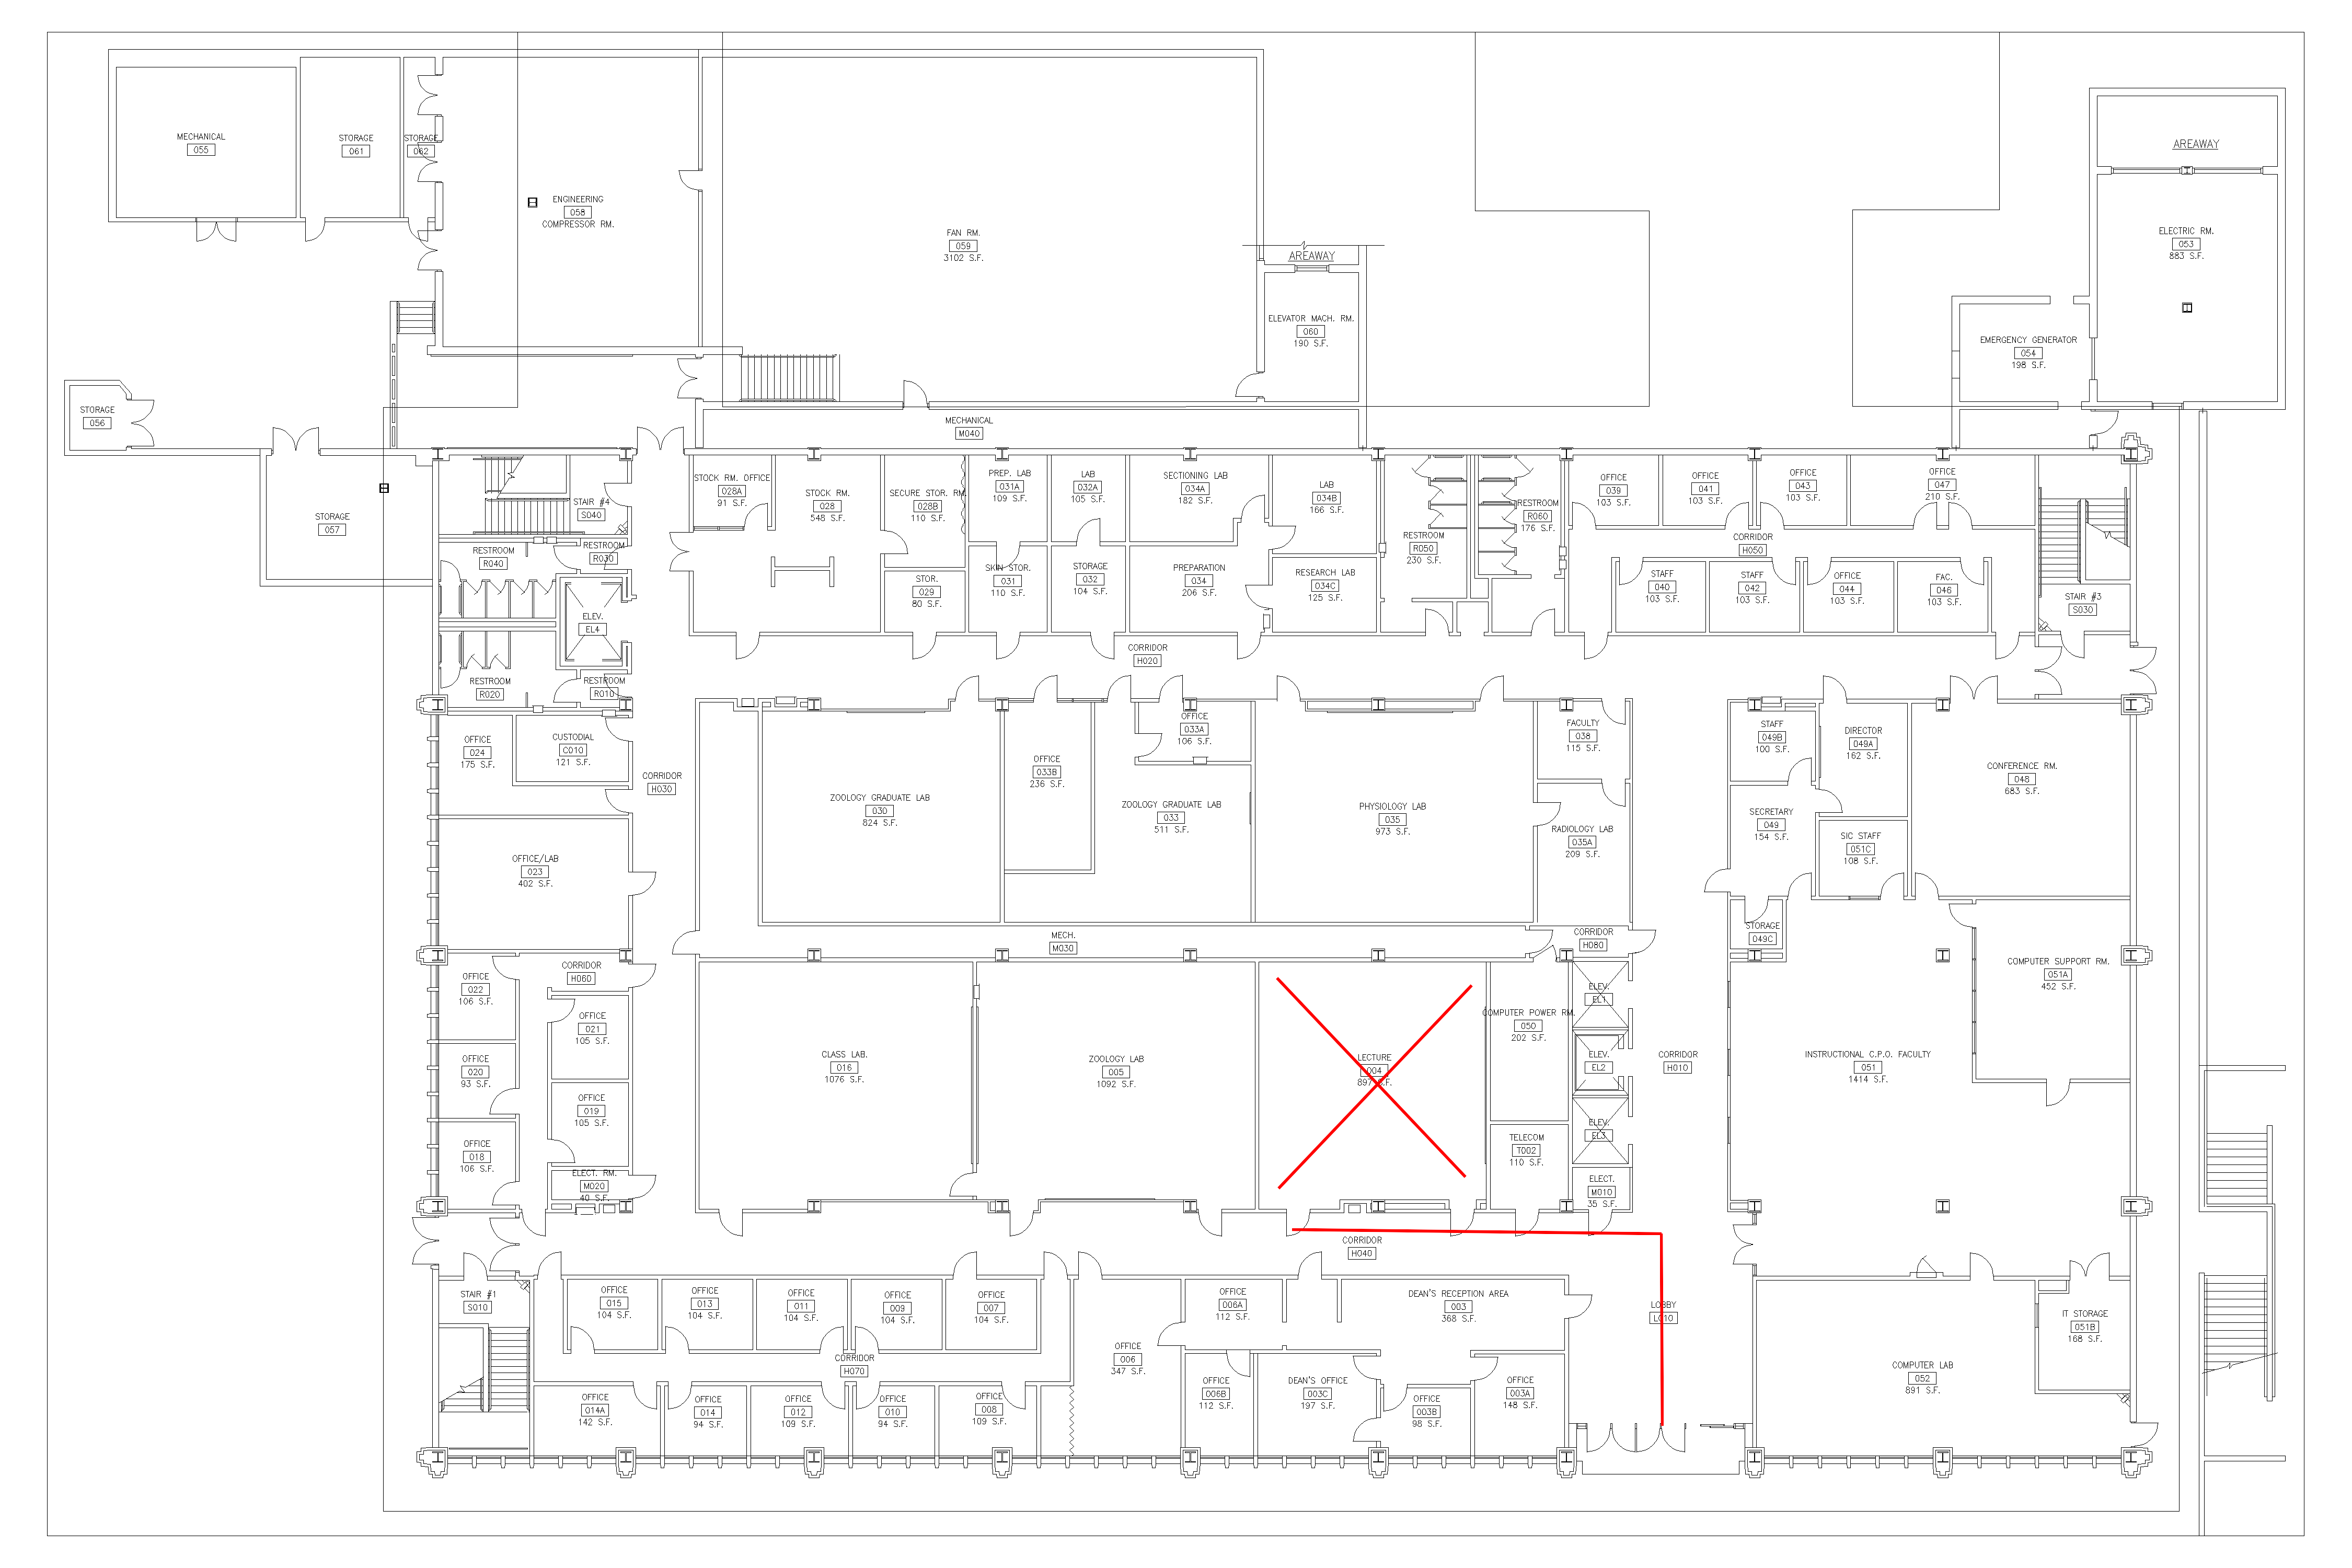 MECHANICAL
055
STORAGE
061
STORAGE
062
ENGINEERING
058
COMPRESSOR RM.
FAN RM.
059
3102 S.F.
AREAWAY
ELEVATOR MACH. RM.
060
190 S.F.
AREAWAY
ELECTRIC RM.
053
883 S.F.
EMERGENCY GENERATOR
054
198 S.F.
STORAGE
056
MECHANICAL
M040
STORAGE
057
STAIR #4
S040
STOCK RM. OFFICE
028A
91 S.F.
STOCK RM.
028
548 S.F.
SECURE STOR. RM.
028B
110 S.F.
PREP. LAB
031A
109 S.F.
LAB
032A
105 S.F.
SECTIONING LAB
034A
182 S.F.
LAB
034B
166 S.F.
RESTROOM
R050
230 S.F.
RESTROOM
R060
176 S.F.
OFFICE
039
103 S.F.
OFFICE
041
103 S.F.
OFFICE
043
103 S.F.
OFFICE
047
210 S.F.
CORRIDOR
H050
RESTROOM
R040
RESTROOM
R030
ELEV.
EL4
STOR.
029
80 S.F.
SKIN STOR.
031
110 S.F.
STORAGE
032
104 S.F.
PREPARATION
034
206 S.F.
RESEARCH LAB
034C
125 S.F.
STAFF
040
103 S.F.
STAFF
042
103 S.F.
OFFICE
044
103 S.F.
FAC.
046
103 S.F.
STAIR #3
S030
CORRIDOR
H020
RESTROOM
R020
RESTROOM
R010
OFFICE
024
175 S.F.
CUSTODIAL
C010
121 S.F.
CORRIDOR
H030
OFFICE
033B
236 S.F.
OFFICE
033A
106 S.F.
FACULTY
038
115 S.F.
STAFF
049B
100 S.F.
DIRECTOR
049A
162 S.F.
CONFERENCE RM.
048
683 S.F.
ZOOLOGY GRADUATE LAB
030
824 S.F.
ZOOLOGY GRADUATE LAB
033
511 S.F.
PHYSIOLOGY LAB
035
973 S.F.
RADIOLOGY LAB
035A
209 S.F.
SECRETARY
049
154 S.F.
SIC STAFF
051C
108 S.F.
OFFICE/LAB
023
402 S.F.
MECH.
M030
CORRIDOR
H080
STORAGE
049C
OFFICE
022
106 S.F.
CORRIDOR
H060
OFFICE
021
105 S.F.
COMPUTER SUPPORT RM.
051A
452 S.F.
ELEV.
EL1
COMPUTER POWER RM.
050
202 S.F.
CLASS LAB.
016
1076 S.F.
ZOOLOGY LAB
005
1092 S.F.
LECTURE
004
897 S.F.
ELEV.
EL2
CORRIDOR
H010
INSTRUCTIONAL C.P.O. FACULTY
051
1414 S.F.
OFFICE
020
93 S.F.
OFFICE
019
105 S.F.
ELEV.
EL3
TELECOM
T002
110 S.F.
OFFICE
018
106 S.F.
ELECT. RM.
M020
40 S.F.
ELECT.
M010
35 S.F.
CORRIDOR
H040
STAIR #1
S010
OFFICE
015
104 S.F.
OFFICE
013
104 S.F.
OFFICE
011
104 S.F.
OFFICE
009
104 S.F.
OFFICE
007
104 S.F.
OFFICE
006A
112 S.F.
DEAN'S RECEPTION AREA
003
368 S.F.
LOBBY
L010
IT STORAGE
051B
168 S.F.
OFFICE
006
347 S.F.
CORRIDOR
H070
COMPUTER LAB
052
891 S.F.
OFFICE
014A
142 S.F.
OFFICE
014
94 S.F.
OFFICE
012
109 S.F.
OFFICE
010
94 S.F.
OFFICE
008
109 S.F.
OFFICE
006B
112 S.F.
DEAN'S OFFICE
003C
197 S.F.
OFFICE
003B
98 S.F.
OFFICE
003A
148 S.F.